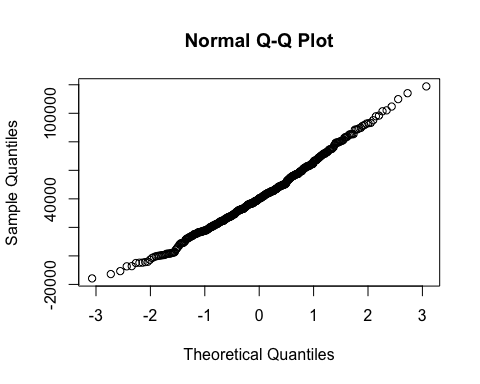 Normal Q-Q Plot
Sample Quantiles
100000
40000
-20000
-3 -2 -1 0 1 2 3
Theoretical Quantiles